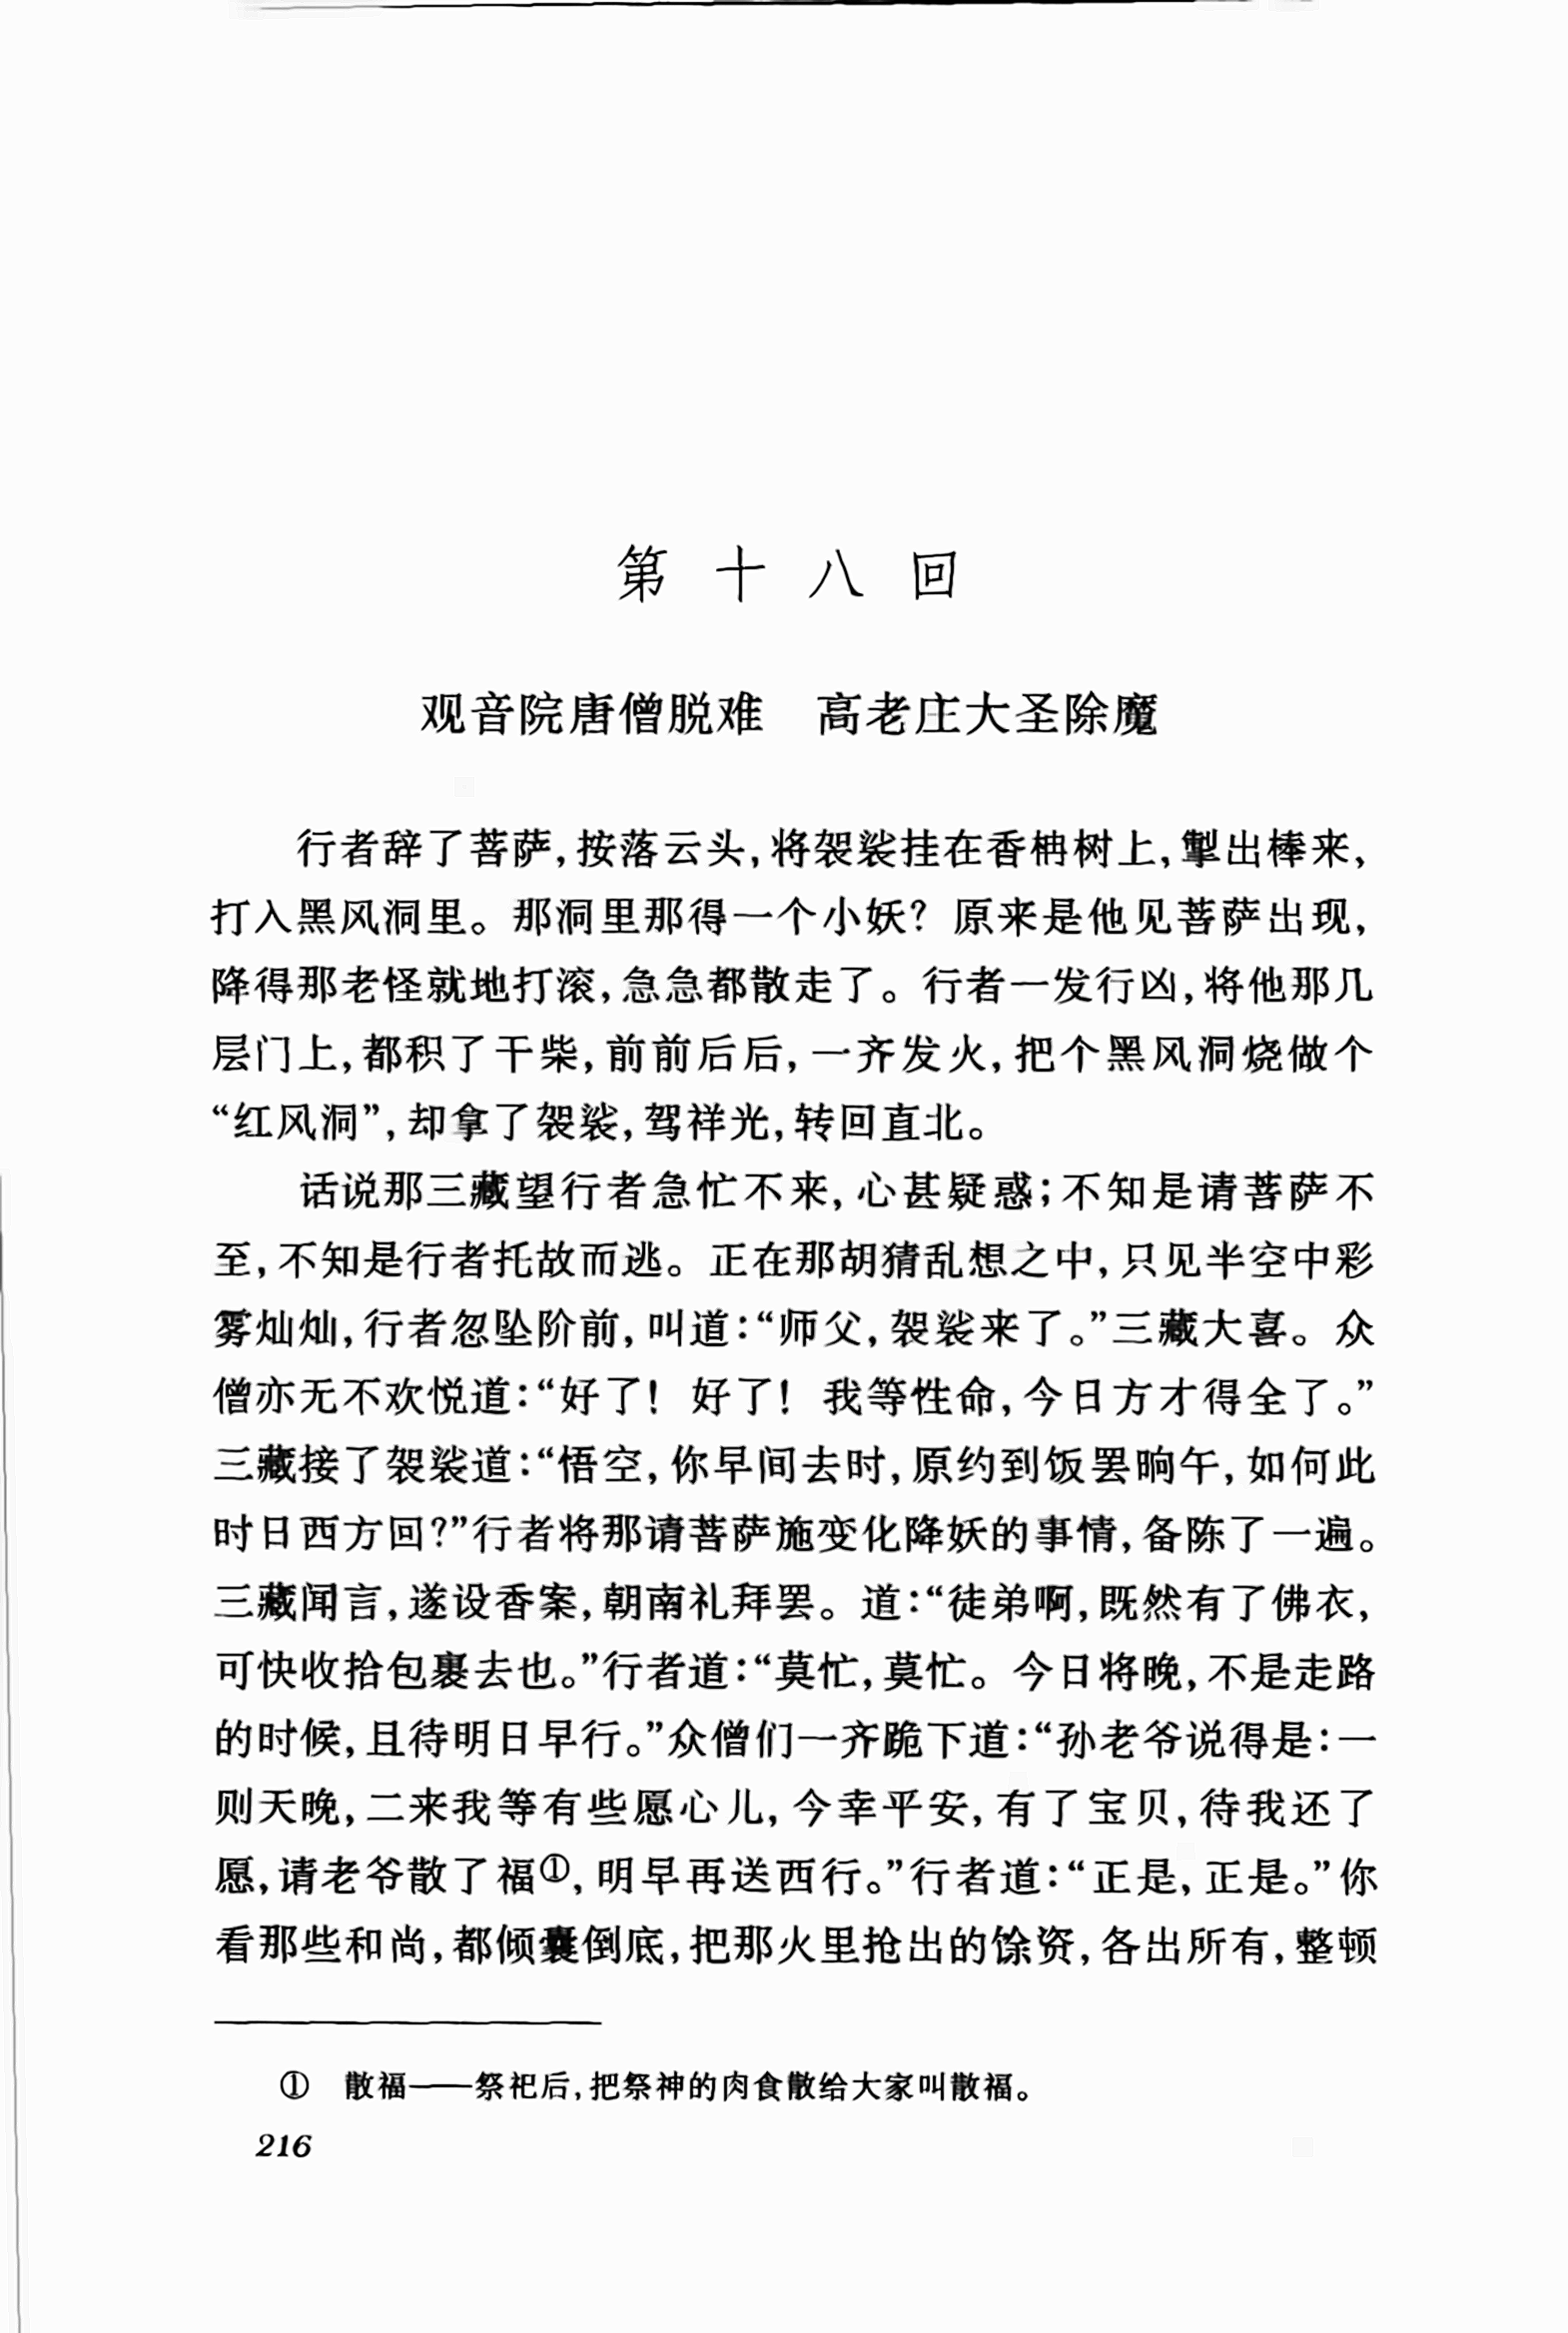 第十八回
观音院唐僧脱难　高老庄大圣除魔
行者辞了菩萨,按落云头,将袈裟挂在香柟树上,掣出棒来,
打入黑风洞里。那洞里那得一个小妖？原来是他见菩萨出现,
降得那老怪就地打滚,急急都散走了。行者一发行凶,将他那几
层门上,都积了干柴,前前后后,一齐发火,把个黑风洞烧做个
“红风洞”,却拿了袈裟,驾祥光,转回直北。
话说那三藏望行者急忙不来,心甚疑惑;不知是请菩萨不
至,不知是行者托故而逃。正在那胡猜乱想之中,只见半空中彩
雾灿灿,行者忽坠阶前,叫道:“师父,袈裟来了。”三藏大喜。众
僧亦无不欢悦道:“好了！好了！我等性命,今日方才得全了。”
三藏接了袈裟道:“悟空,你早间去时,原约到饭罢晌午,如何此
时日西方回?”行者将那请菩萨施变化降妖的事情,备陈了一遍。
三藏闻言,遂设香案,朝南礼拜罢。道:“徒弟啊,既然有了佛衣,
可快收拾包裹去也。”行者道:“莫忙,莫忙。今日将晚,不是走路
的时候,且待明日早行。”众僧们一齐跪下道:“孙老爷说得是:一
则天晚,二来我等有些愿心儿,今幸平安,有了宝贝,待我还了
愿,请老爷散了福①,明早再送西行。”行者道:“正是,正是。”你
看那些和尚,都倾囊倒底,把那火里抢出的馀资,各出所有,整顿
①　散福——祭祀后,把祭神的肉食散给大家叫散福。
216